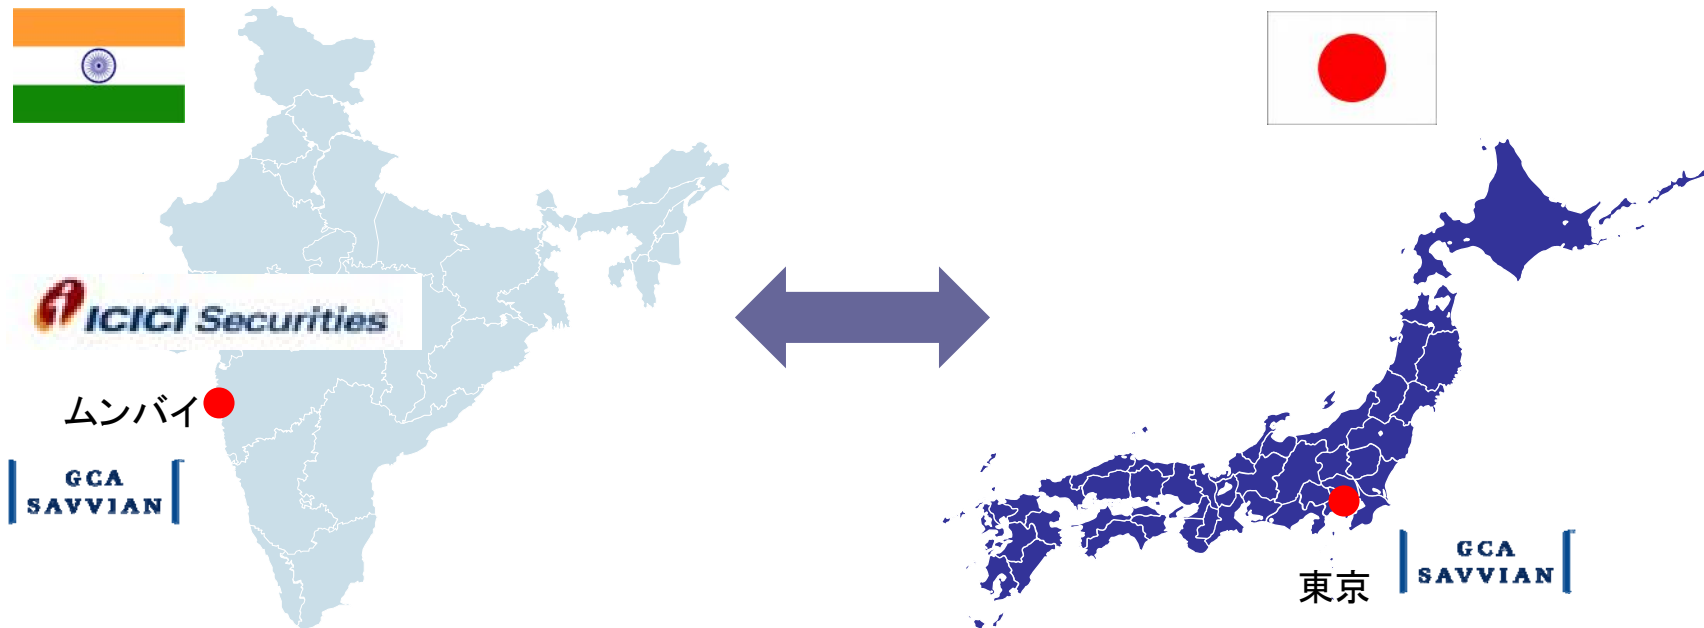 ICICI Securities
ムンバイ
GCA
SAVVIAN
GCA
SAVVIAN
東京